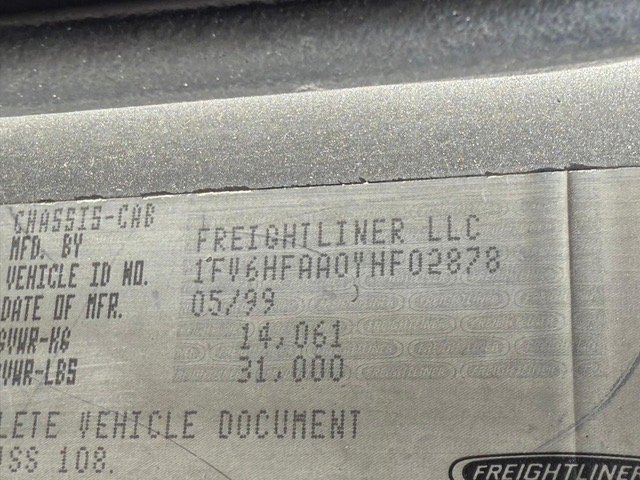 CHASSIS-CAB
MFD. BY FREIGHTLINER LLC
VEHICLE ID NO. 1FV6HFAA0YHF02878
DATE OF MFR. 05/99
GVWR-KG 14,061
GVWR-LBS 31,000
LETE VEHICLE DOCUMENT
SS 108.
FREIGHTLINER